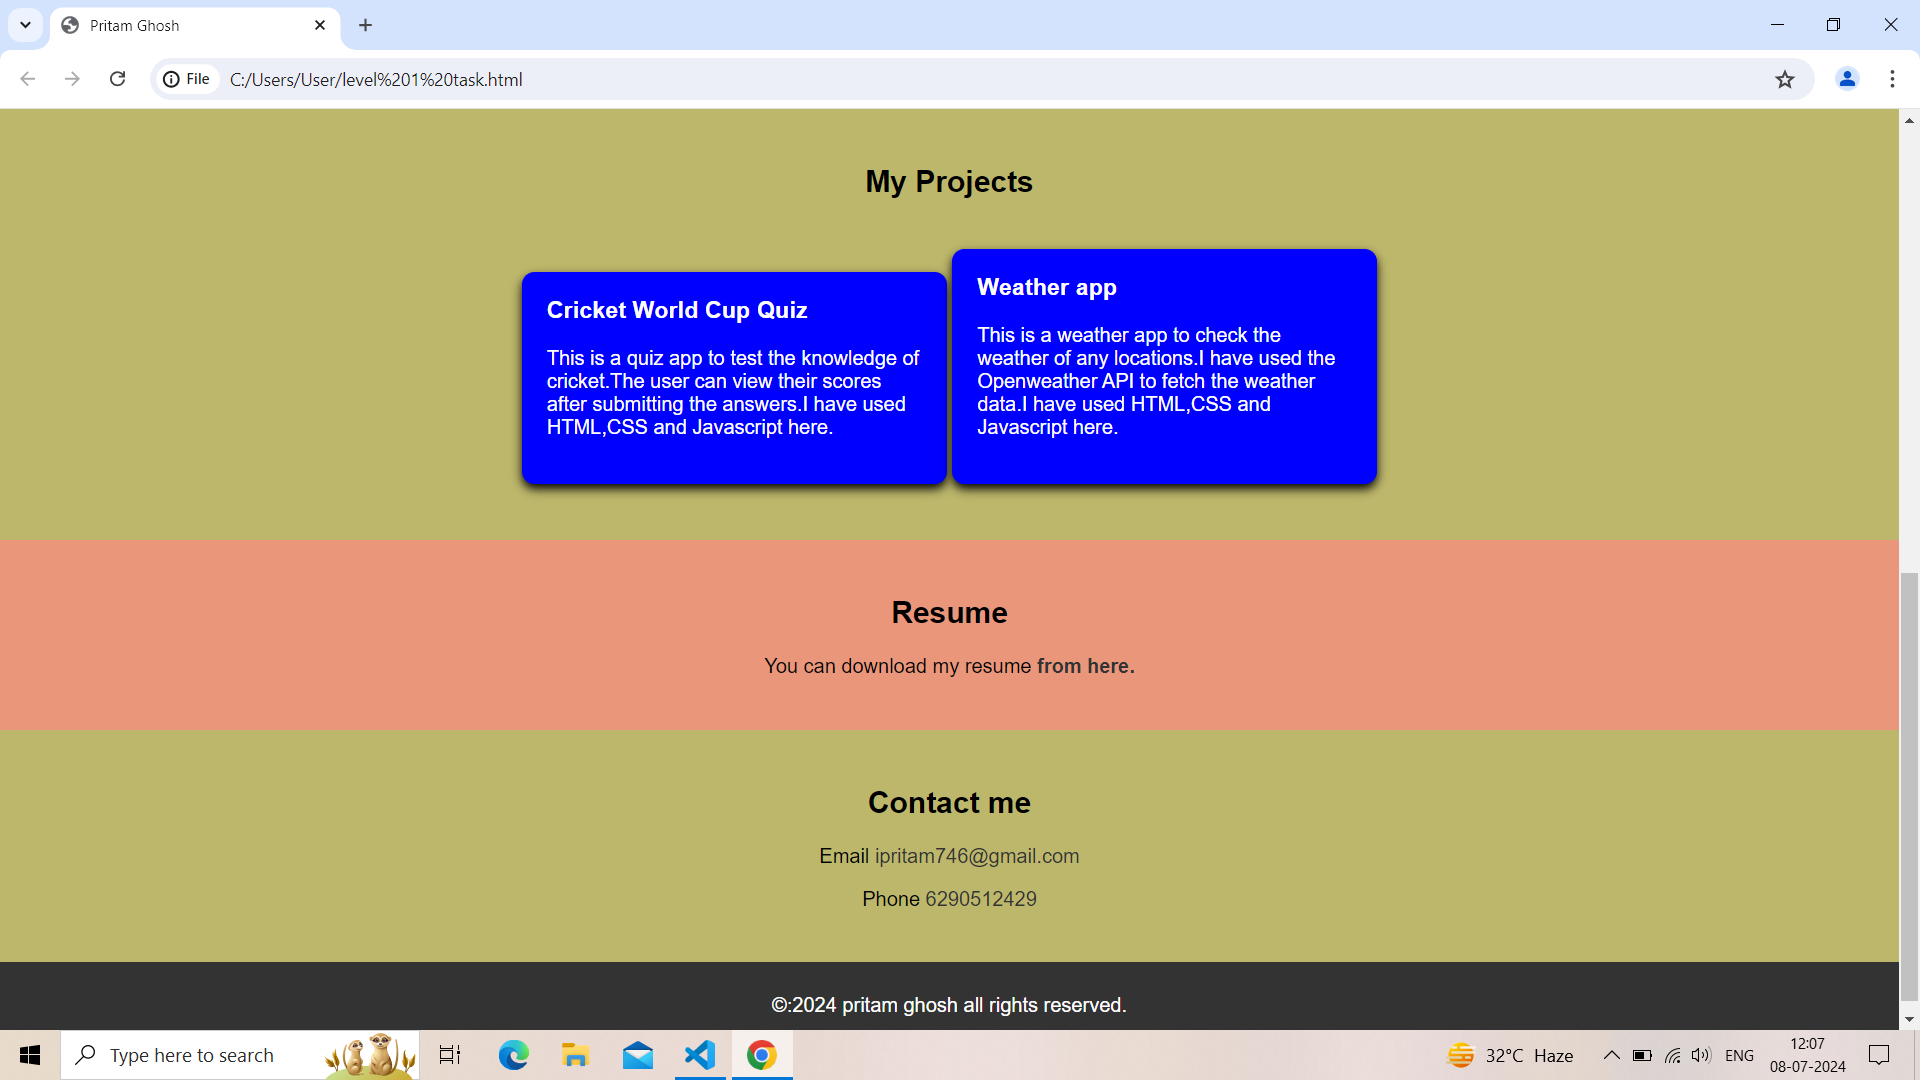 Pritam Ghosh
File C:/Users/User/level%201%20task.html
My Projects
Cricket World Cup Quiz
This is a quiz app to test the knowledge of
cricket.The user can view their scores
after submitting the answers.I have used
HTML,CSS and Javascript here.
Weather app
This is a weather app to check the
weather of any locations.I have used the
Openweather API to fetch the weather
data.I have used HTML,CSS and
Javascript here.
Resume
You can download my resume from here.
Contact me
Email ipritam746@gmail.com
Phone 6290512429
©:2024 pritam ghosh all rights reserved.
Type here to search
32°C Haze
ENG
12:07
08-07-2024